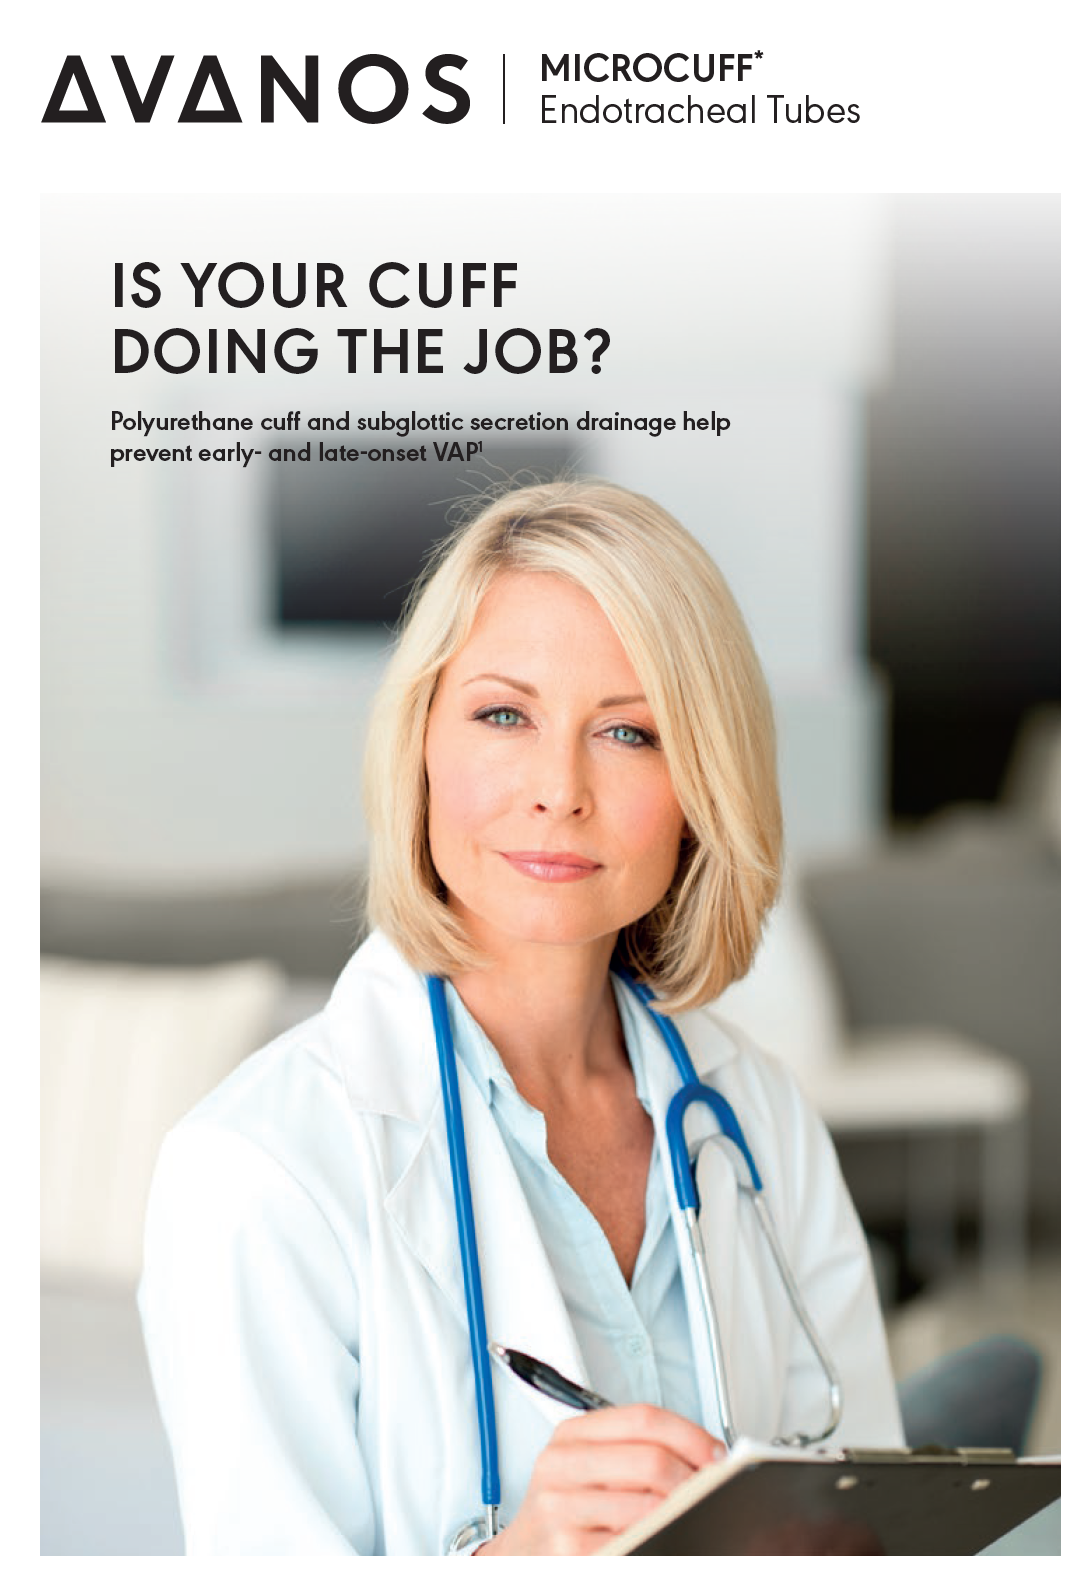 AVANOS
MICROCUFF*
Endotracheal Tubes
IS YOUR CUFF
DOING THE JOB?
Polyurethane cuff and subglottic secretion drainage help
prevent early- and late-onset VAP¹